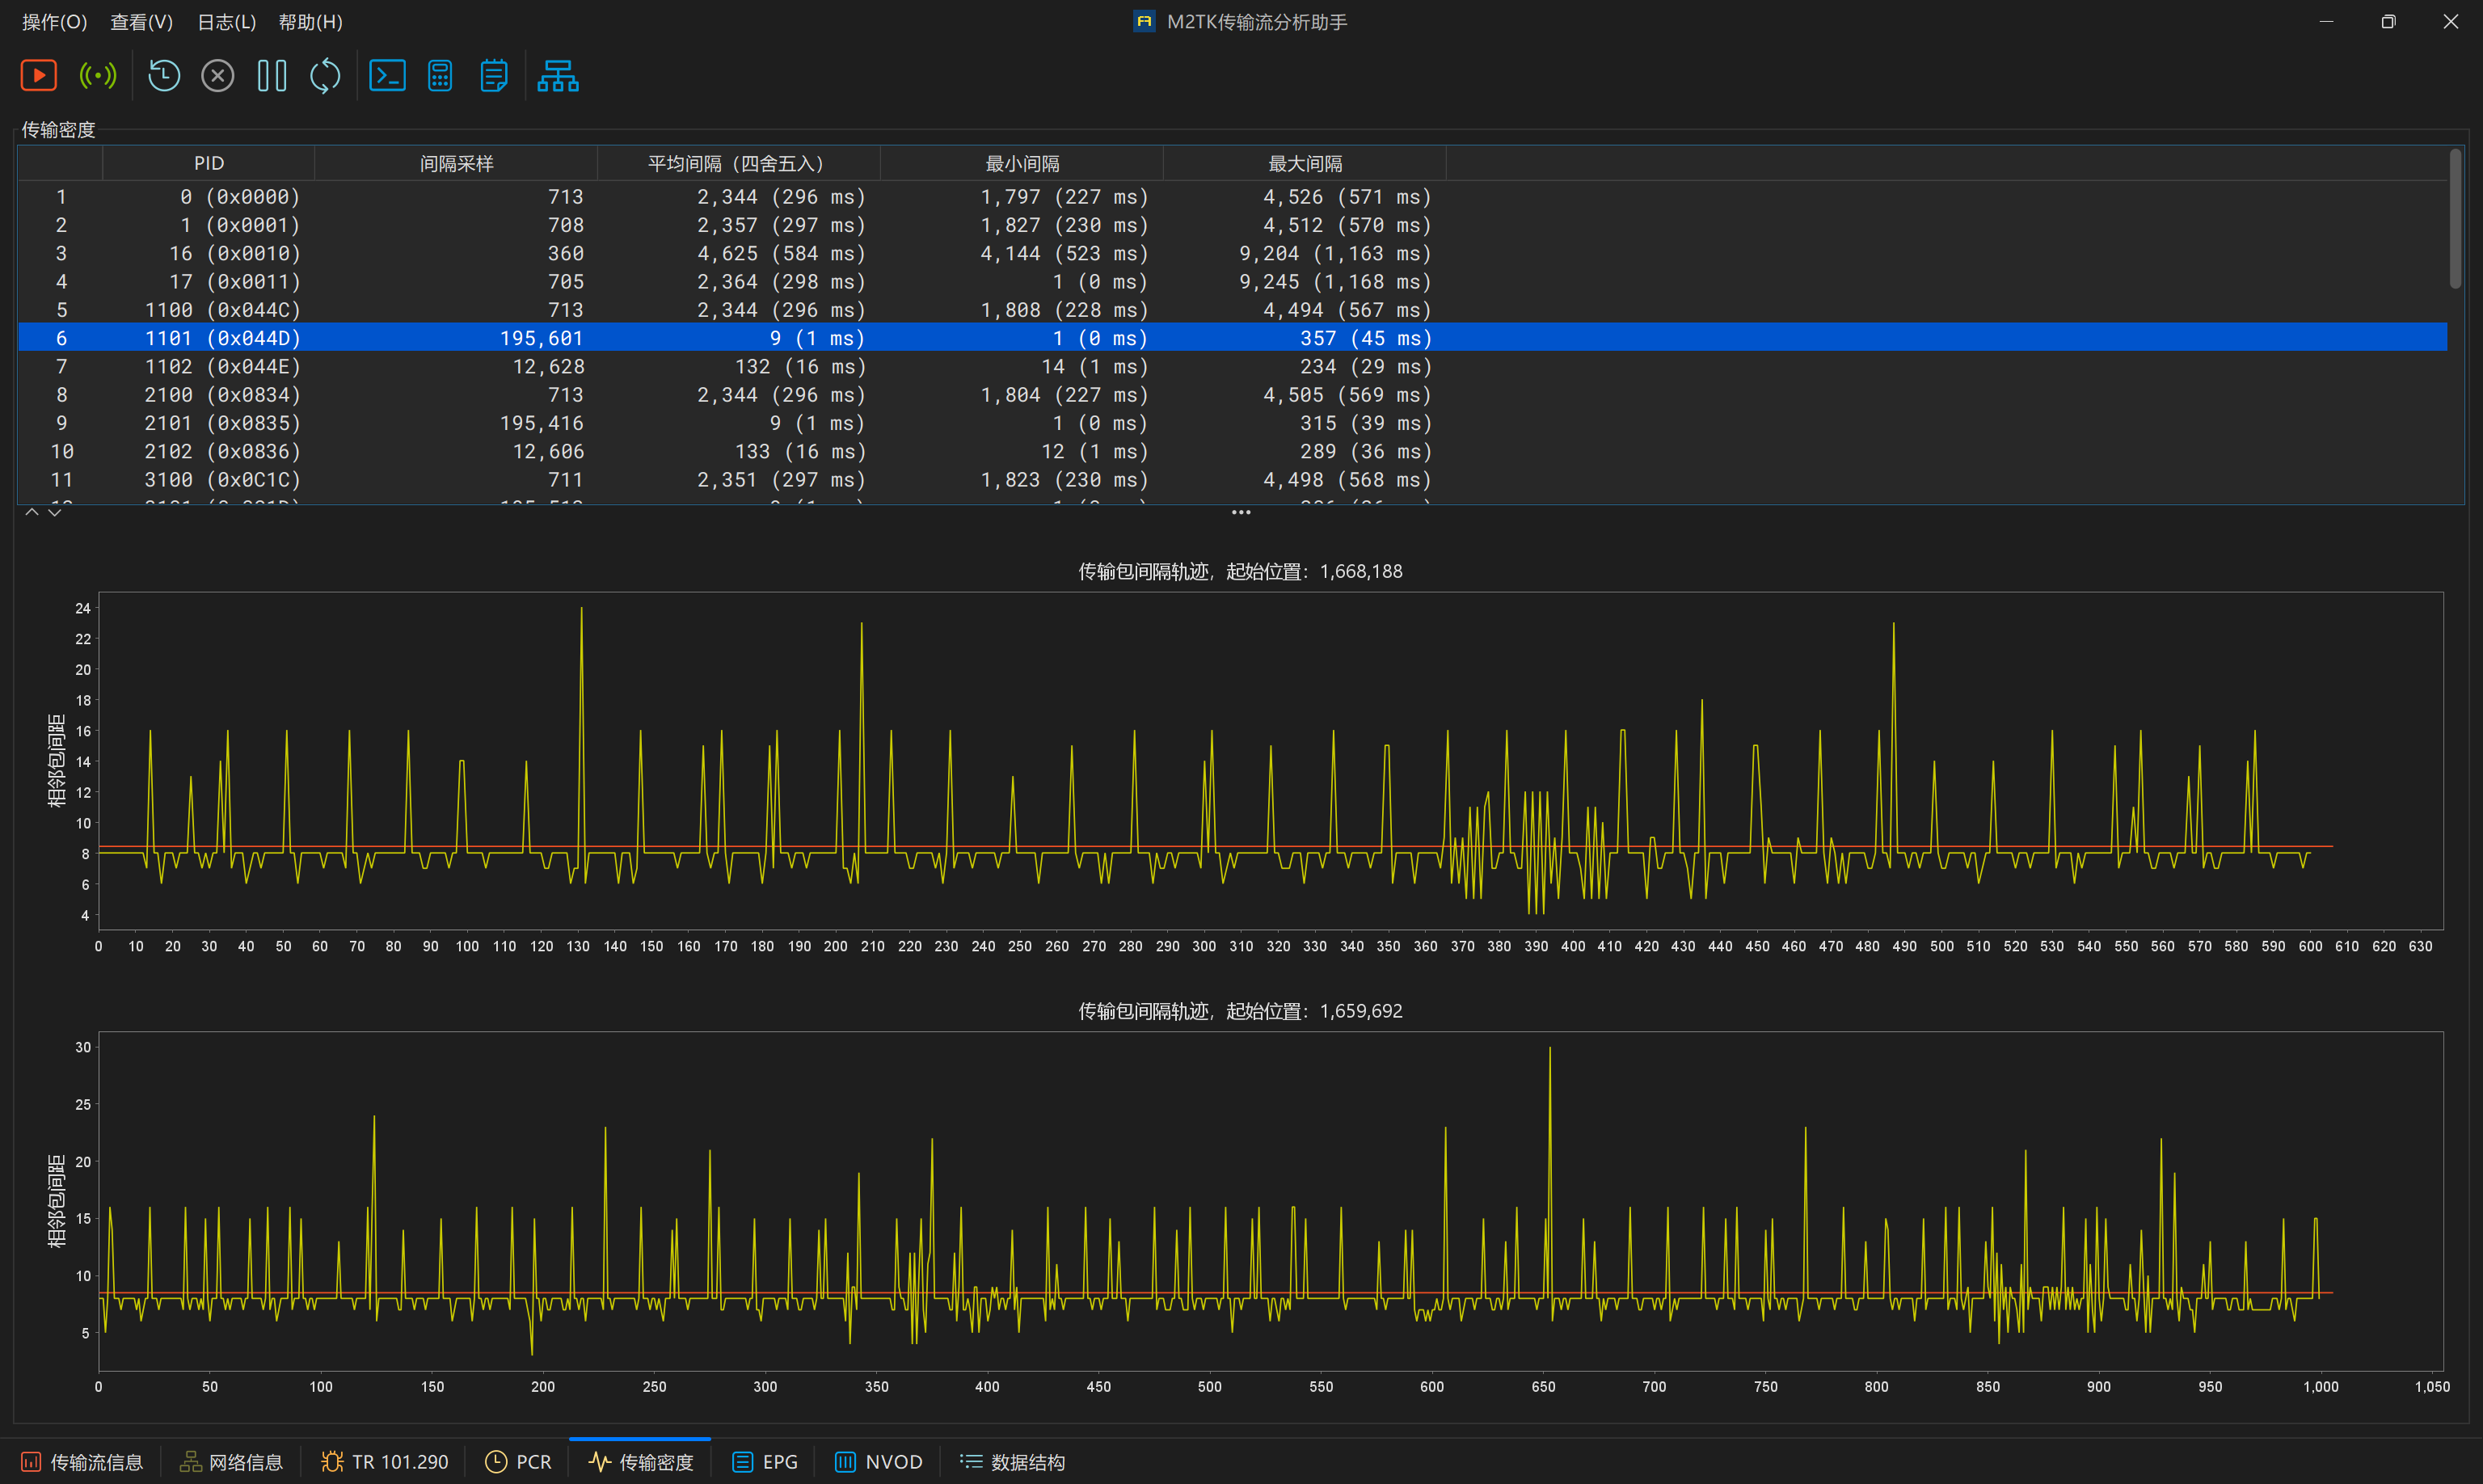 操作(O) 查看(V) 日志(L) 帮助(H) M2TK传输流分析助手
传输密度
PID 间隔采样 平均间隔（四舍五入） 最小间隔 最大间隔
1 0 (0x0000) 713 2,344 (296 ms) 1,797 (227 ms) 4,526 (571 ms)
2 1 (0x0001) 708 2,357 (297 ms) 1,827 (230 ms) 4,512 (570 ms)
3 16 (0x0010) 360 4,625 (584 ms) 4,144 (523 ms) 9,204 (1,163 ms)
4 17 (0x0011) 705 2,364 (298 ms) 1 (0 ms) 9,245 (1,168 ms)
5 1100 (0x044C) 713 2,344 (296 ms) 1,808 (228 ms) 4,494 (567 ms)
6 1101 (0x044D) 195,601 9 (1 ms) 1 (0 ms) 357 (45 ms)
7 1102 (0x044E) 12,628 132 (16 ms) 14 (1 ms) 234 (29 ms)
8 2100 (0x0834) 713 2,344 (296 ms) 1,804 (227 ms) 4,505 (569 ms)
9 2101 (0x0835) 195,416 9 (1 ms) 1 (0 ms) 315 (39 ms)
10 2102 (0x0836) 12,606 133 (16 ms) 12 (1 ms) 289 (36 ms)
11 3100 (0x0C1C) 711 2,351 (297 ms) 1,823 (230 ms) 4,498 (568 ms)
传输包间隔轨迹，起始位置：1,668,188
相邻包间距
24
22
20
18
16
14
12
10
8
6
4
0 10 20 30 40 50 60 70 80 90 100 110 120 130 140 150 160 170 180 190 200 210 220 230 240 250 260 270 280 290 300 310 320 330 340 350 360 370 380 390 400 410 420 430 440 450 460 470 480 490 500 510 520 530 540 550 560 570 580 590 600 610 620 630
传输包间隔轨迹，起始位置：1,659,692
相邻包间距
30
25
20
15
10
5
0 50 100 150 200 250 300 350 400 450 500 550 600 650 700 750 800 850 900 950 1,000 1,050
传输流信息 网络信息 TR 101.290 PCR 传输密度 EPG NVOD 数据结构